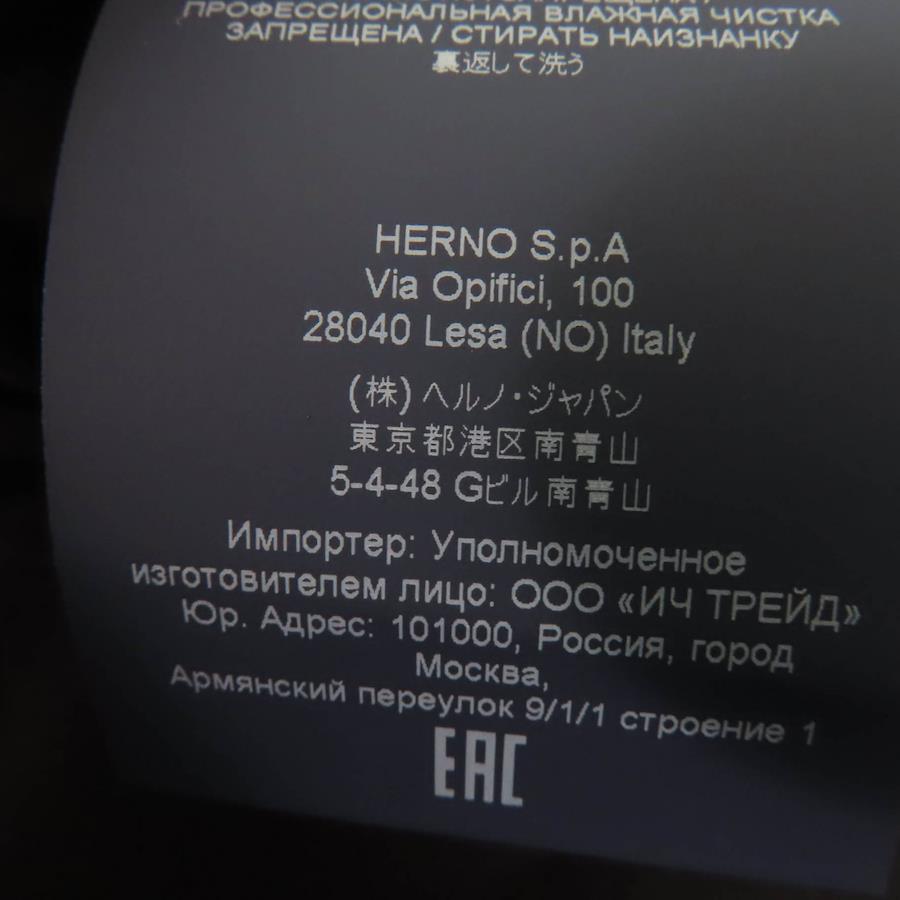 ПРОФЕССИОНАЛЬНАЯ ВЛАЖНАЯ ЧИСТКА
ЗАПРЕЩЕНА / СТИРАТЬ НАИЗНАНКУ
裏返して洗う
HERNO S.p.A
Via Opifici, 100
28040 Lesa (NO) Italy
(株)ヘルノ・ジャパン
東京都港区南青山
5-4-48 Gビル南青山
Импортер: Уполномоченное
изготовителем лицо: ООО «ИЧ ТРЕЙД»
Юр. Адрес: 101000, Россия, город
Москва,
Армянский переулок 9/1/1 строение 1
EAC